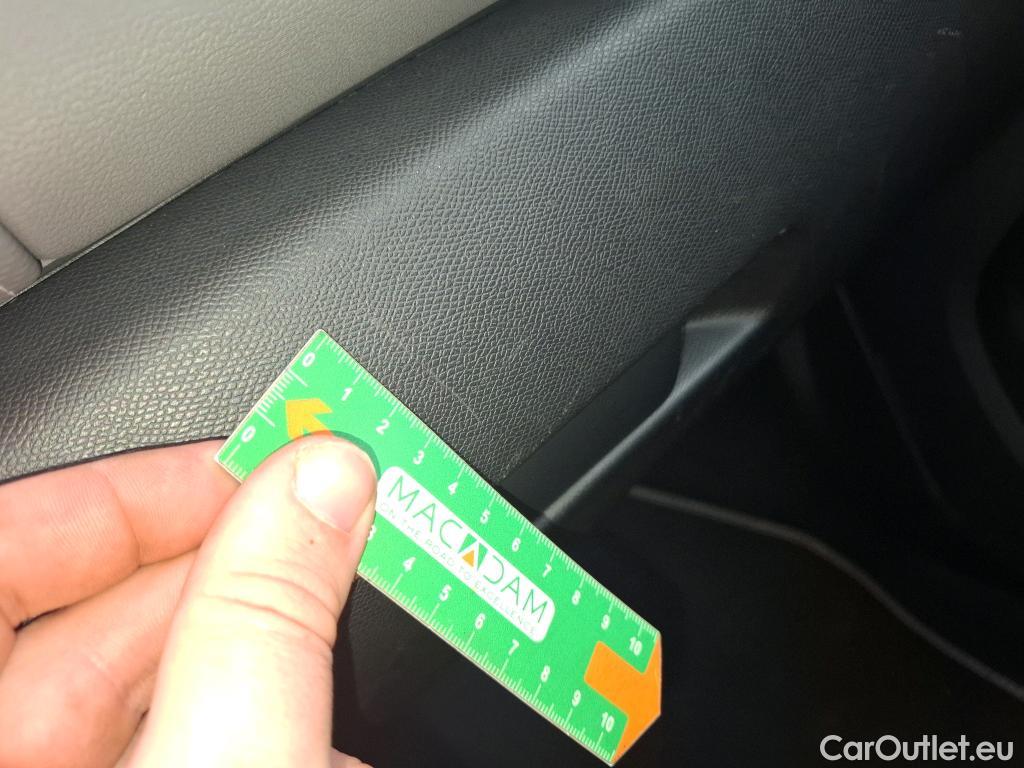 0 1 2 3 4 5 6 7 8 9 10
MACADAM
ON THE ROAD TO EXCELLENCE
0 3 4 5 6 7 8 9 10
CarOutlet.eu